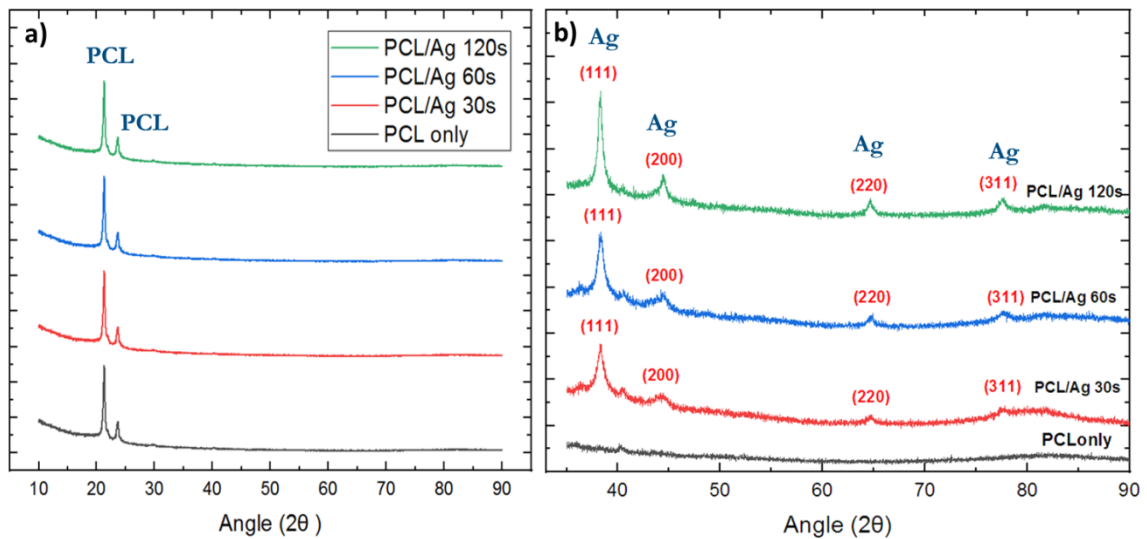 a)
PCL
PCL
PCL/Ag 120s
PCL/Ag 60s
PCL/Ag 30s
PCL only
10 20 30 40 50 60 70 80 90
Angle (2θ )
b)
Ag
(111)
Ag
(200)
Ag
(220)
Ag
(311)
PCL/Ag 120s
(111)
(200)
(220)
(311)
PCL/Ag 60s
(111)
(200)
(220)
(311)
PCL/Ag 30s
PCLonly
40 50 60 70 80 90
Angle (2θ)